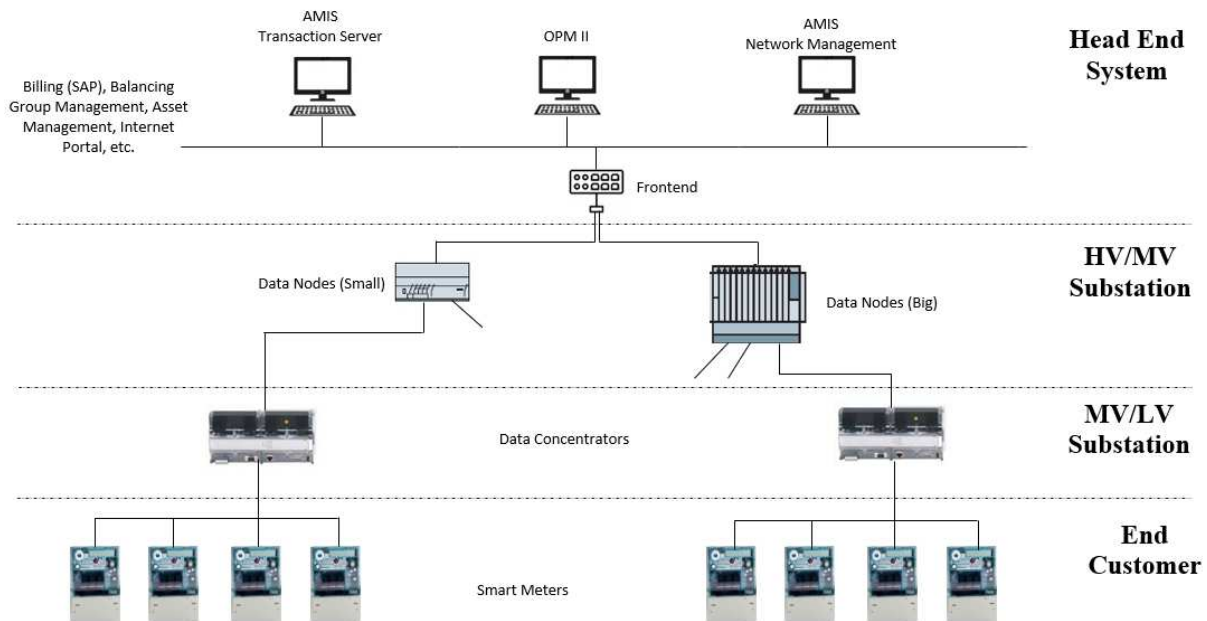 AMIS
Transaction Server
OPM II
AMIS
Network Management
Head End
System
Billing (SAP), Balancing
Group Management, Asset
Management, Internet
Portal, etc.
Frontend
HV/MV
Substation
Data Nodes (Small)
Data Nodes (Big)
MV/LV
Substation
Data Concentrators
End
Customer
Smart Meters